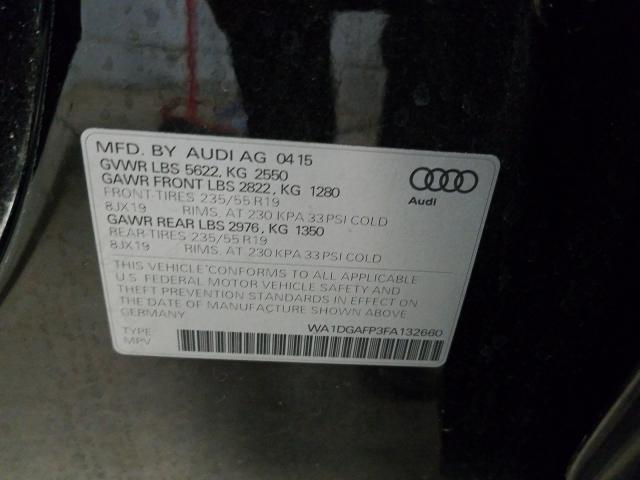 MFD. BY AUDI AG 0415
GVWR LBS 5622, KG 2550
GAWR FRONT LBS 2822, KG 1280
FRONT-TIRES 235/55 R19
8JX19 RIMS, AT 230 KPA 33 PSI COLD
GAWR REAR LBS 2976, KG 1350
REAR-TIRES 235/55 R19
8JX19 RIMS, AT 230 KPA 33 PSI COLD
Audi
THIS VEHICLE CONFORMS TO ALL APPLICABLE
U.S. FEDERAL MOTOR VEHICLE SAFETY AND
THEFT PREVENTION STANDARDS IN EFFECT ON
THE DATE OF MANUFACTURE SHOWN ABOVE
GERMANY
WA1DGAFP3FA132660
TYPE
MPV